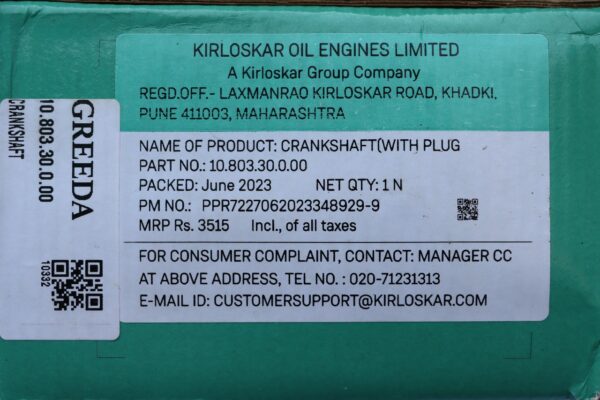 KIRLOSKAR OIL ENGINES LIMITED
A Kirloskar Group Company
REGD.OFF.- LAXMANRAO KIRLOSKAR ROAD, KHADKI,
PUNE 411003, MAHARASHTRA
NAME OF PRODUCT: CRANKSHAFT(WITH PLUG
PART NO.: 10.803.30.0.00
PACKED: June 2023 NET QTY: 1 N
PM NO.: PPR7227062023348929-9
MRP Rs. 3515 Incl., of all taxes
FOR CONSUMER COMPLAINT, CONTACT: MANAGER CC
AT ABOVE ADDRESS, TEL NO. : 020-71231313
E-MAIL ID: CUSTOMERSUPPORT@KIRLOSKAR.COM
GREEDA
10.803.30.0.00
CRANKSHAFT
10332